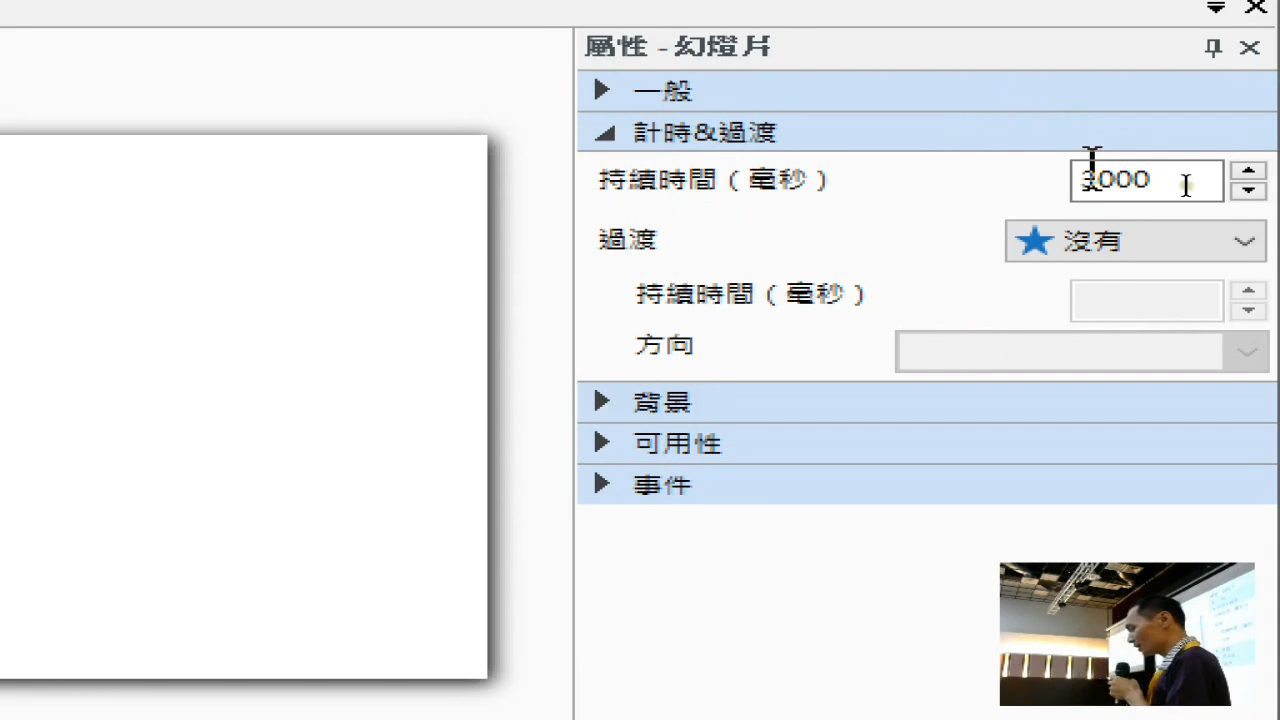 屬性 - 幻燈片
一般
計時&過渡
持續時間（毫秒） 3000
過渡 沒有
持續時間（毫秒）
方向
背景
可用性
事件